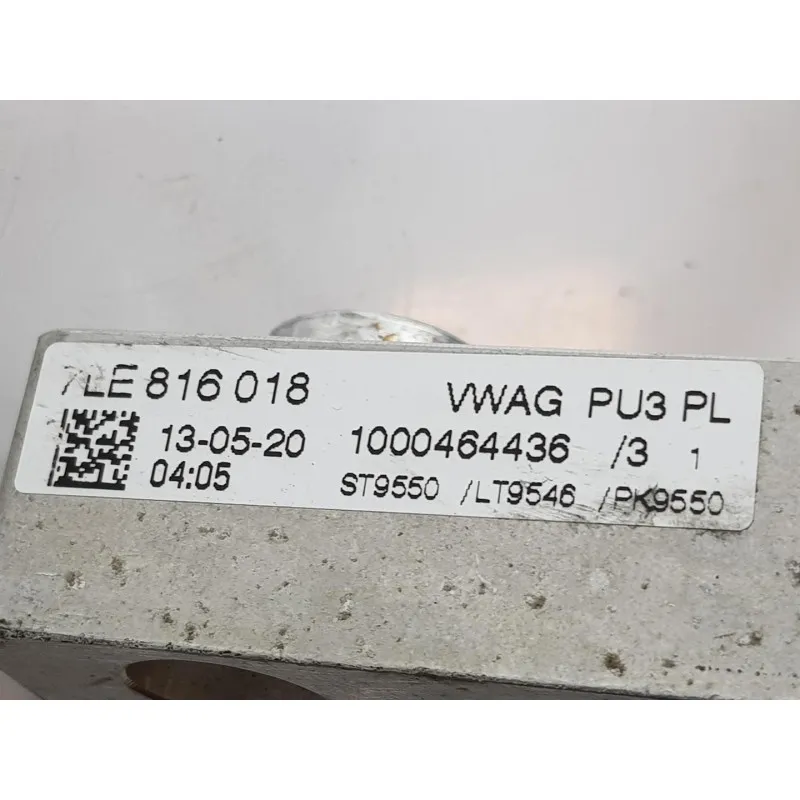 7LE 816 018 VWAG PU3 PL
13-05-20 1000464436 /3 1
04:05 ST9550 /LT9546 /PK9550